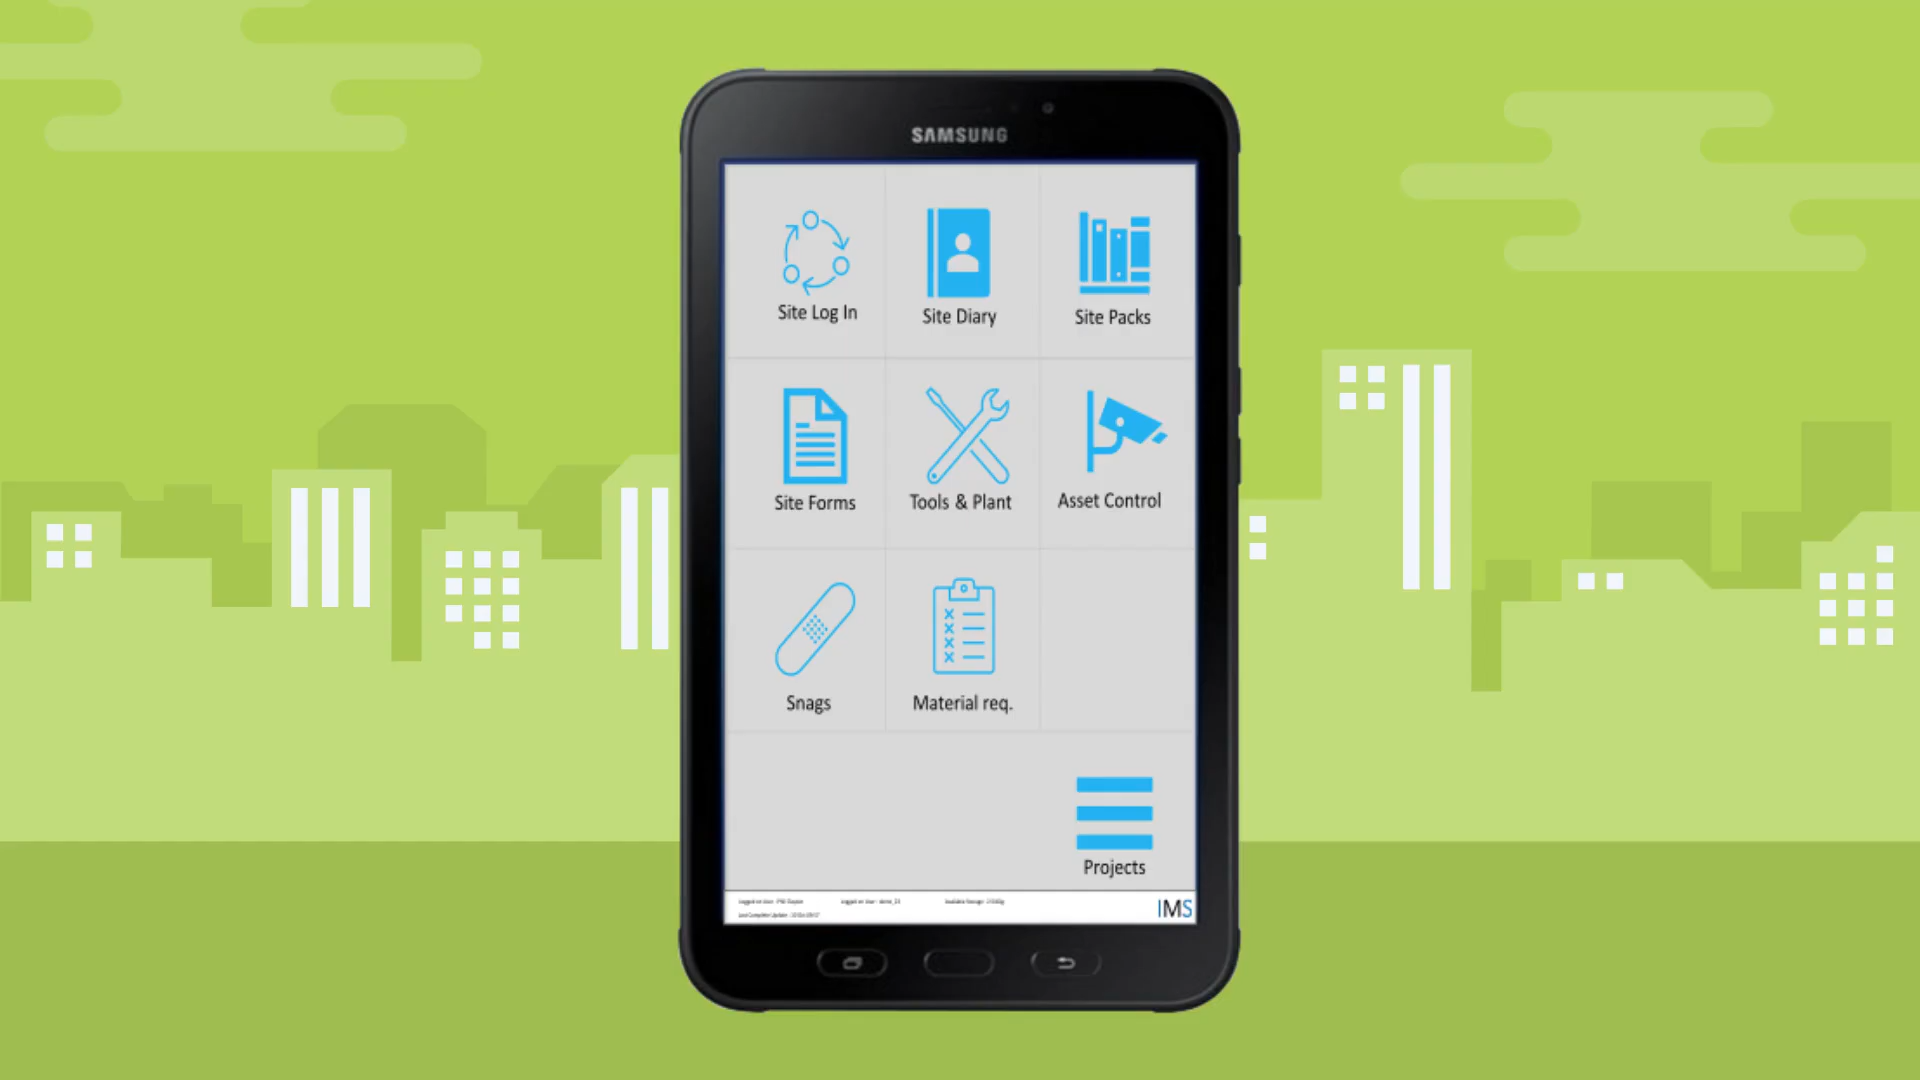 SAMSUNG
Site Log In
Site Diary
Site Packs
Site Forms
Tools & Plant
Asset Control
Snags
Material req.
Projects
IMS